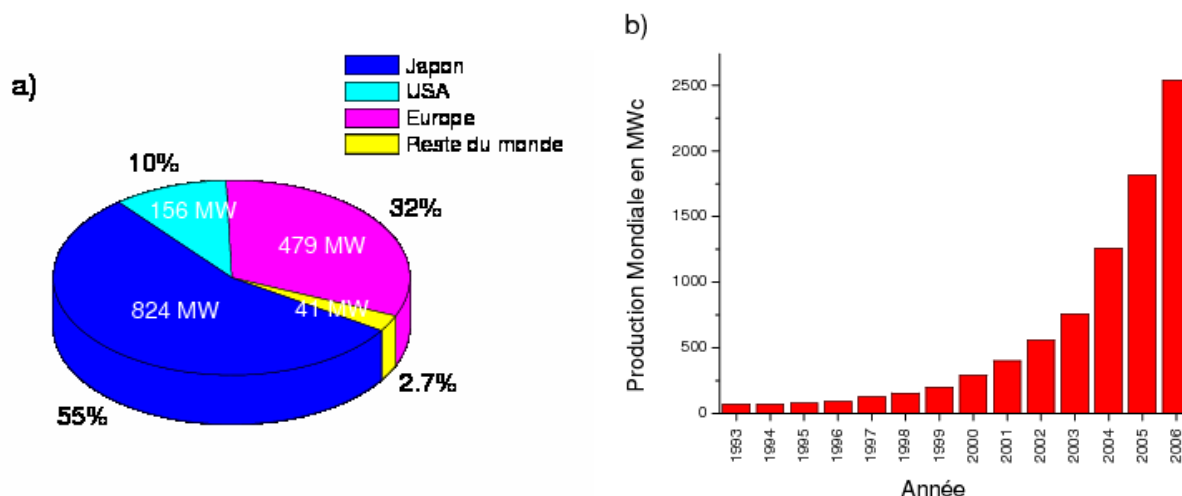 a)
Japon
USA
Europe
Reste du monde
10%
156 MW
32%
479 MW
824 MW
41 MW
2.7%
55%
b)
Production Mondiale en MWc
2500
2000
1500
1000
500
0
1993
1994
1995
1996
1997
1998
1999
2000
2001
2002
2003
2004
2005
2006
Année